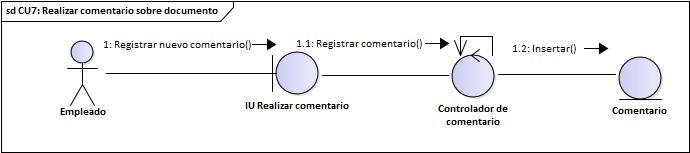 sd CU7: Realizar comentario sobre documento
1: Registrar nuevo comentario()
1.1: Registrar comentario()
1.2: Insertar()
Empleado
IU Realizar comentario
Controlador de
comentario
Comentario